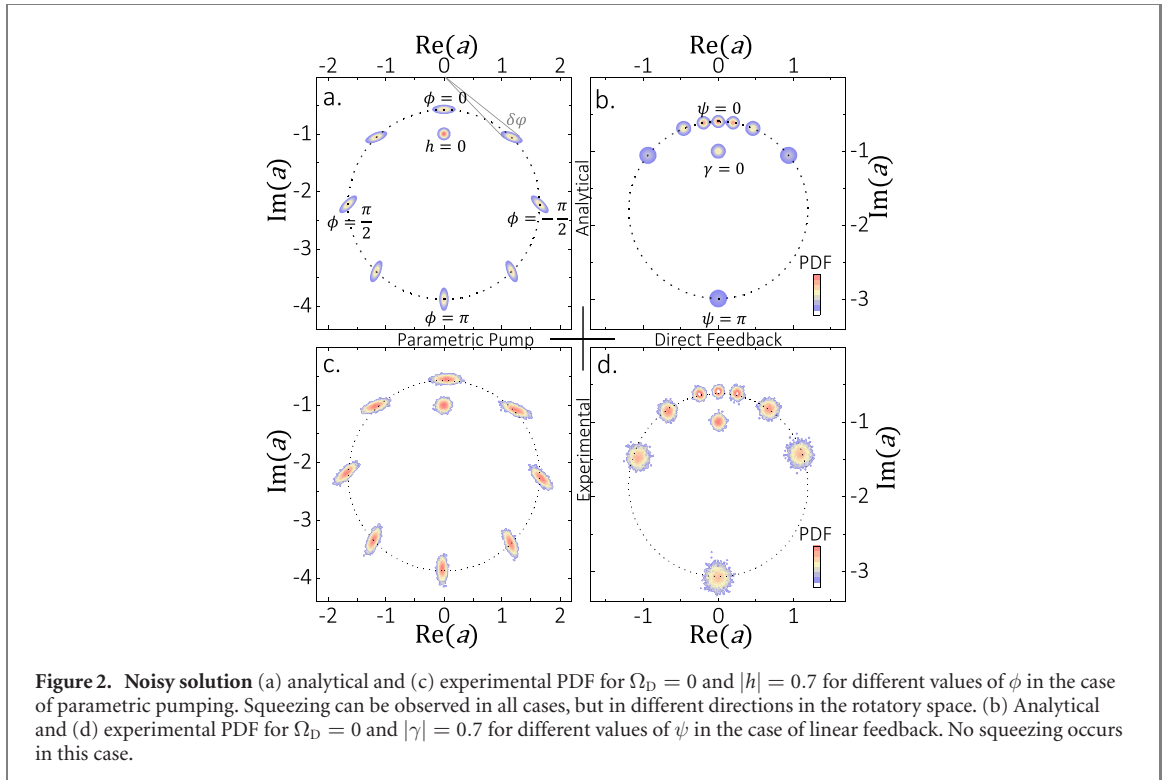 Re(a)
Re(a)
-2 -1 0 1 2
-1 0 1
a.
ϕ = 0
δφ
h = 0
ϕ = π/2
ϕ = -π/2
ϕ = π
Im(a)
-1
-2
-3
-4
b.
ψ = 0
γ = 0
ψ = π
PDF
Analytical
Im(a)
-1
-2
-3
Parametric Pump
Direct Feedback
c.
Im(a)
-1
-2
-3
-4
-2 -1 0 1 2
Re(a)
Experimental
d.
PDF
Im(a)
-1
-2
-3
-1 0 1
Re(a)
Figure 2. Noisy solution (a) analytical and (c) experimental PDF for Ω_D = 0 and |h| = 0.7 for different values of ϕ in the case
of parametric pumping. Squeezing can be observed in all cases, but in different directions in the rotatory space. (b) Analytical
and (d) experimental PDF for Ω_D = 0 and |γ| = 0.7 for different values of ψ in the case of linear feedback. No squeezing occurs
in this case.